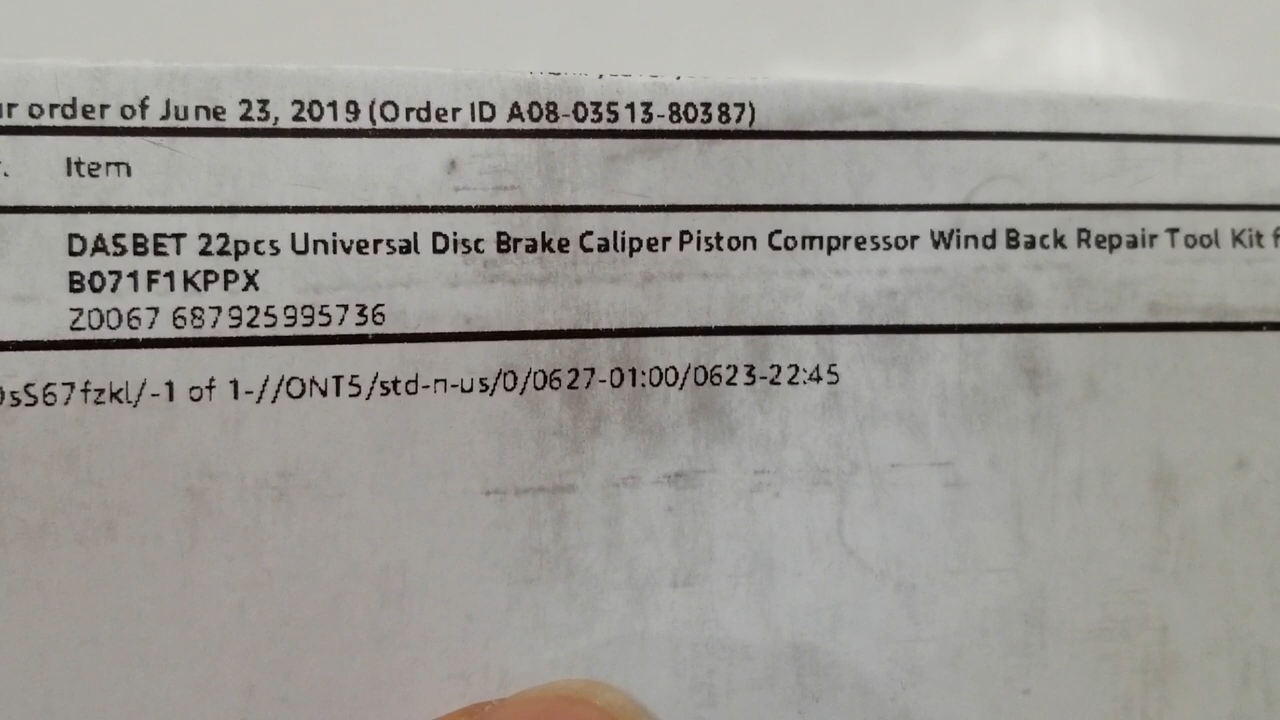 ur order of June 23, 2019 (Order ID A08-03513-80387)
Item
DASBET 22pcs Universal Disc Brake Caliper Piston Compressor Wind Back Repair Tool Kit f
B071F1KPPX
Z0067 687925995736
sS67fzkl/-1 of 1-//ONT5/std-n-us/0/0627-01:00/0623-22:45